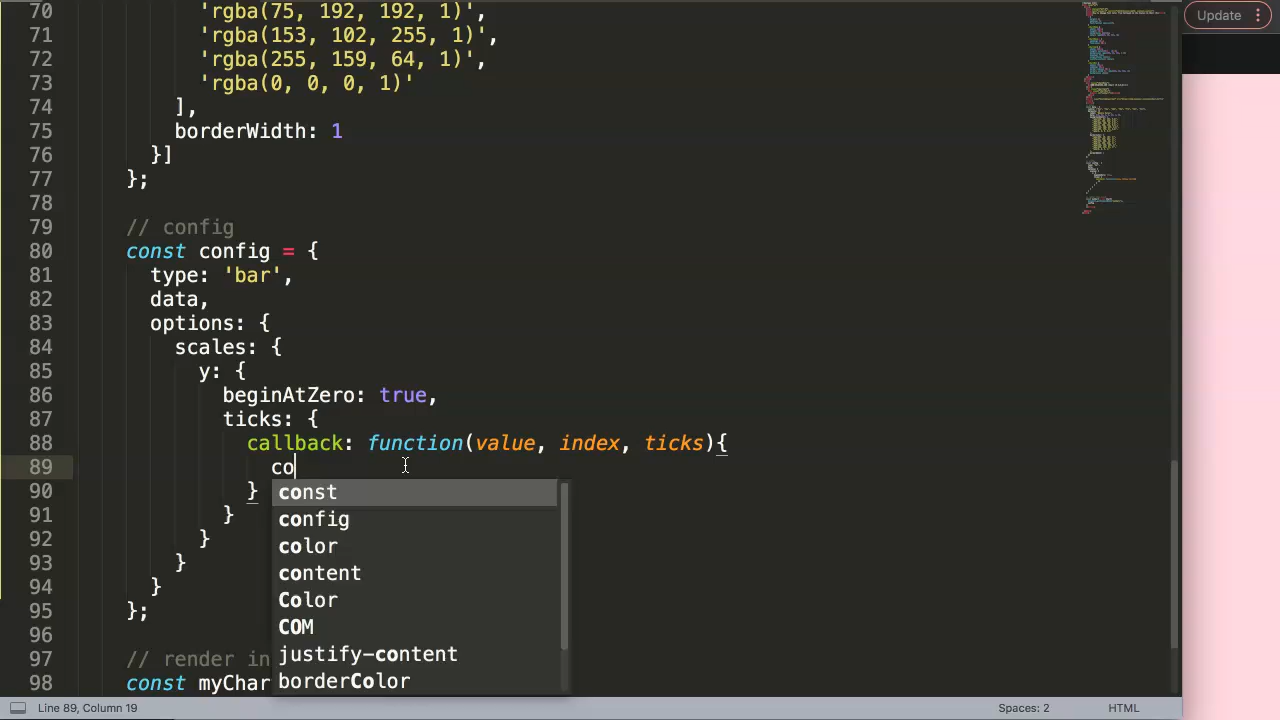 Update
70 'rgba(75, 192, 192, 1)',
71 'rgba(153, 102, 255, 1)',
72 'rgba(255, 159, 64, 1)',
73 'rgba(0, 0, 0, 1)'
74 ],
75 borderWidth: 1
76 }]
77 };
78
79 // config
80 const config = {
81 type: 'bar',
82 data,
83 options: {
84 scales: {
85 y: {
86 beginAtZero: true,
87 ticks: {
88 callback: function(value, index, ticks){
89 co
90 }
const
91 }
config
92 }
color
93 }
content
94 }
Color
95 };
COM
96
justify-content
97 // render in
borderColor
98 const myChar
Line 89, Column 19
Spaces: 2
HTML